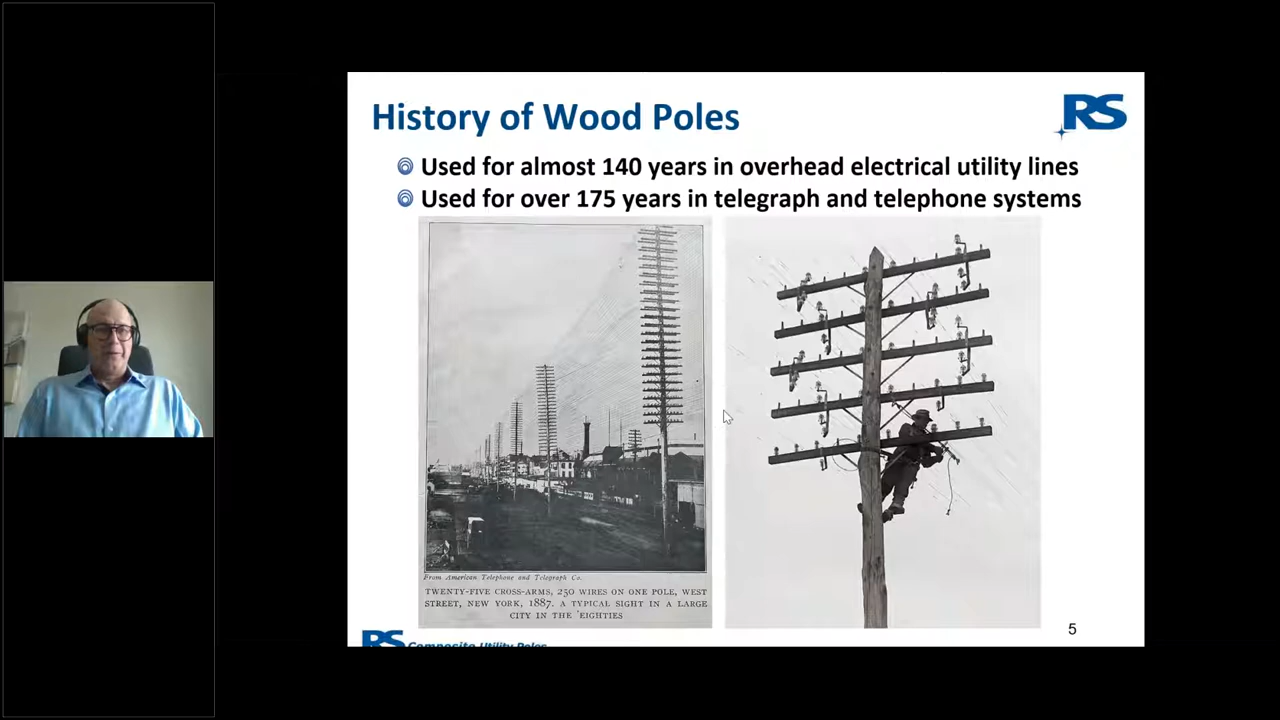 History of Wood Poles
RS
Used for almost 140 years in overhead electrical utility lines
Used for over 175 years in telegraph and telephone systems
From American Telephone and Telegraph Co.
TWENTY-FIVE CROSS-ARMS, 250 WIRES ON ONE POLE, WEST
STREET, NEW YORK, 1887. A TYPICAL SIGHT IN A LARGE
CITY IN THE 'EIGHTIES
5
RS Composite Utility Poles